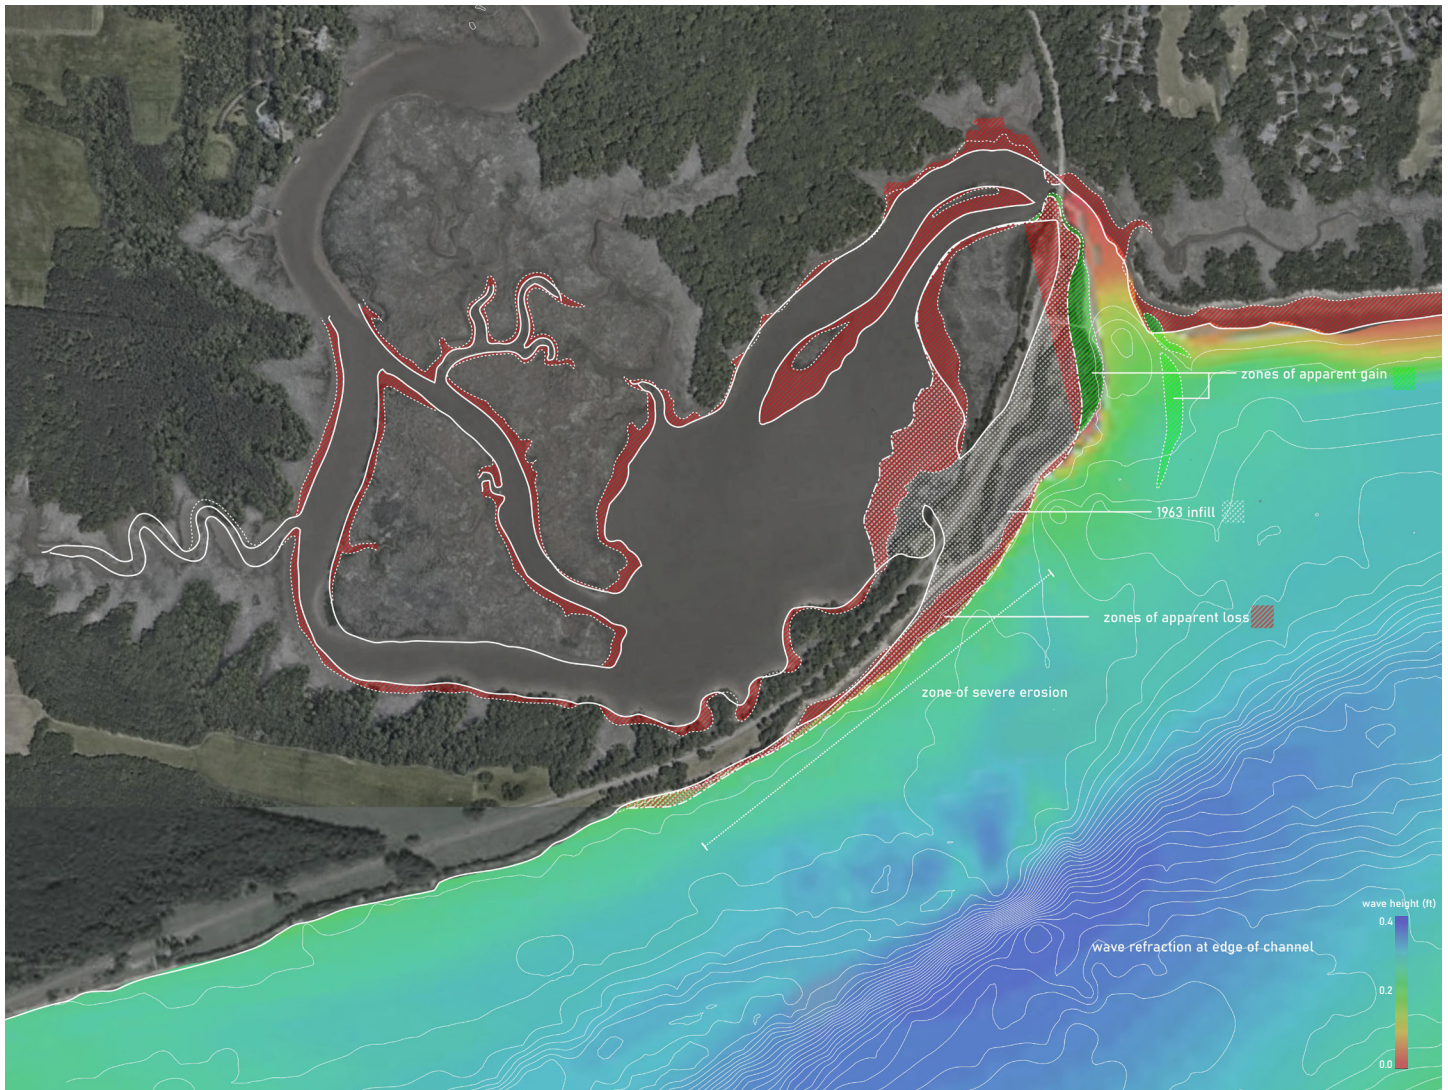 zones of apparent gain
1963 infill
zones of apparent loss
zone of severe erosion
wave height (ft)
0.4
wave refraction at edge of channel
0.2
0.0